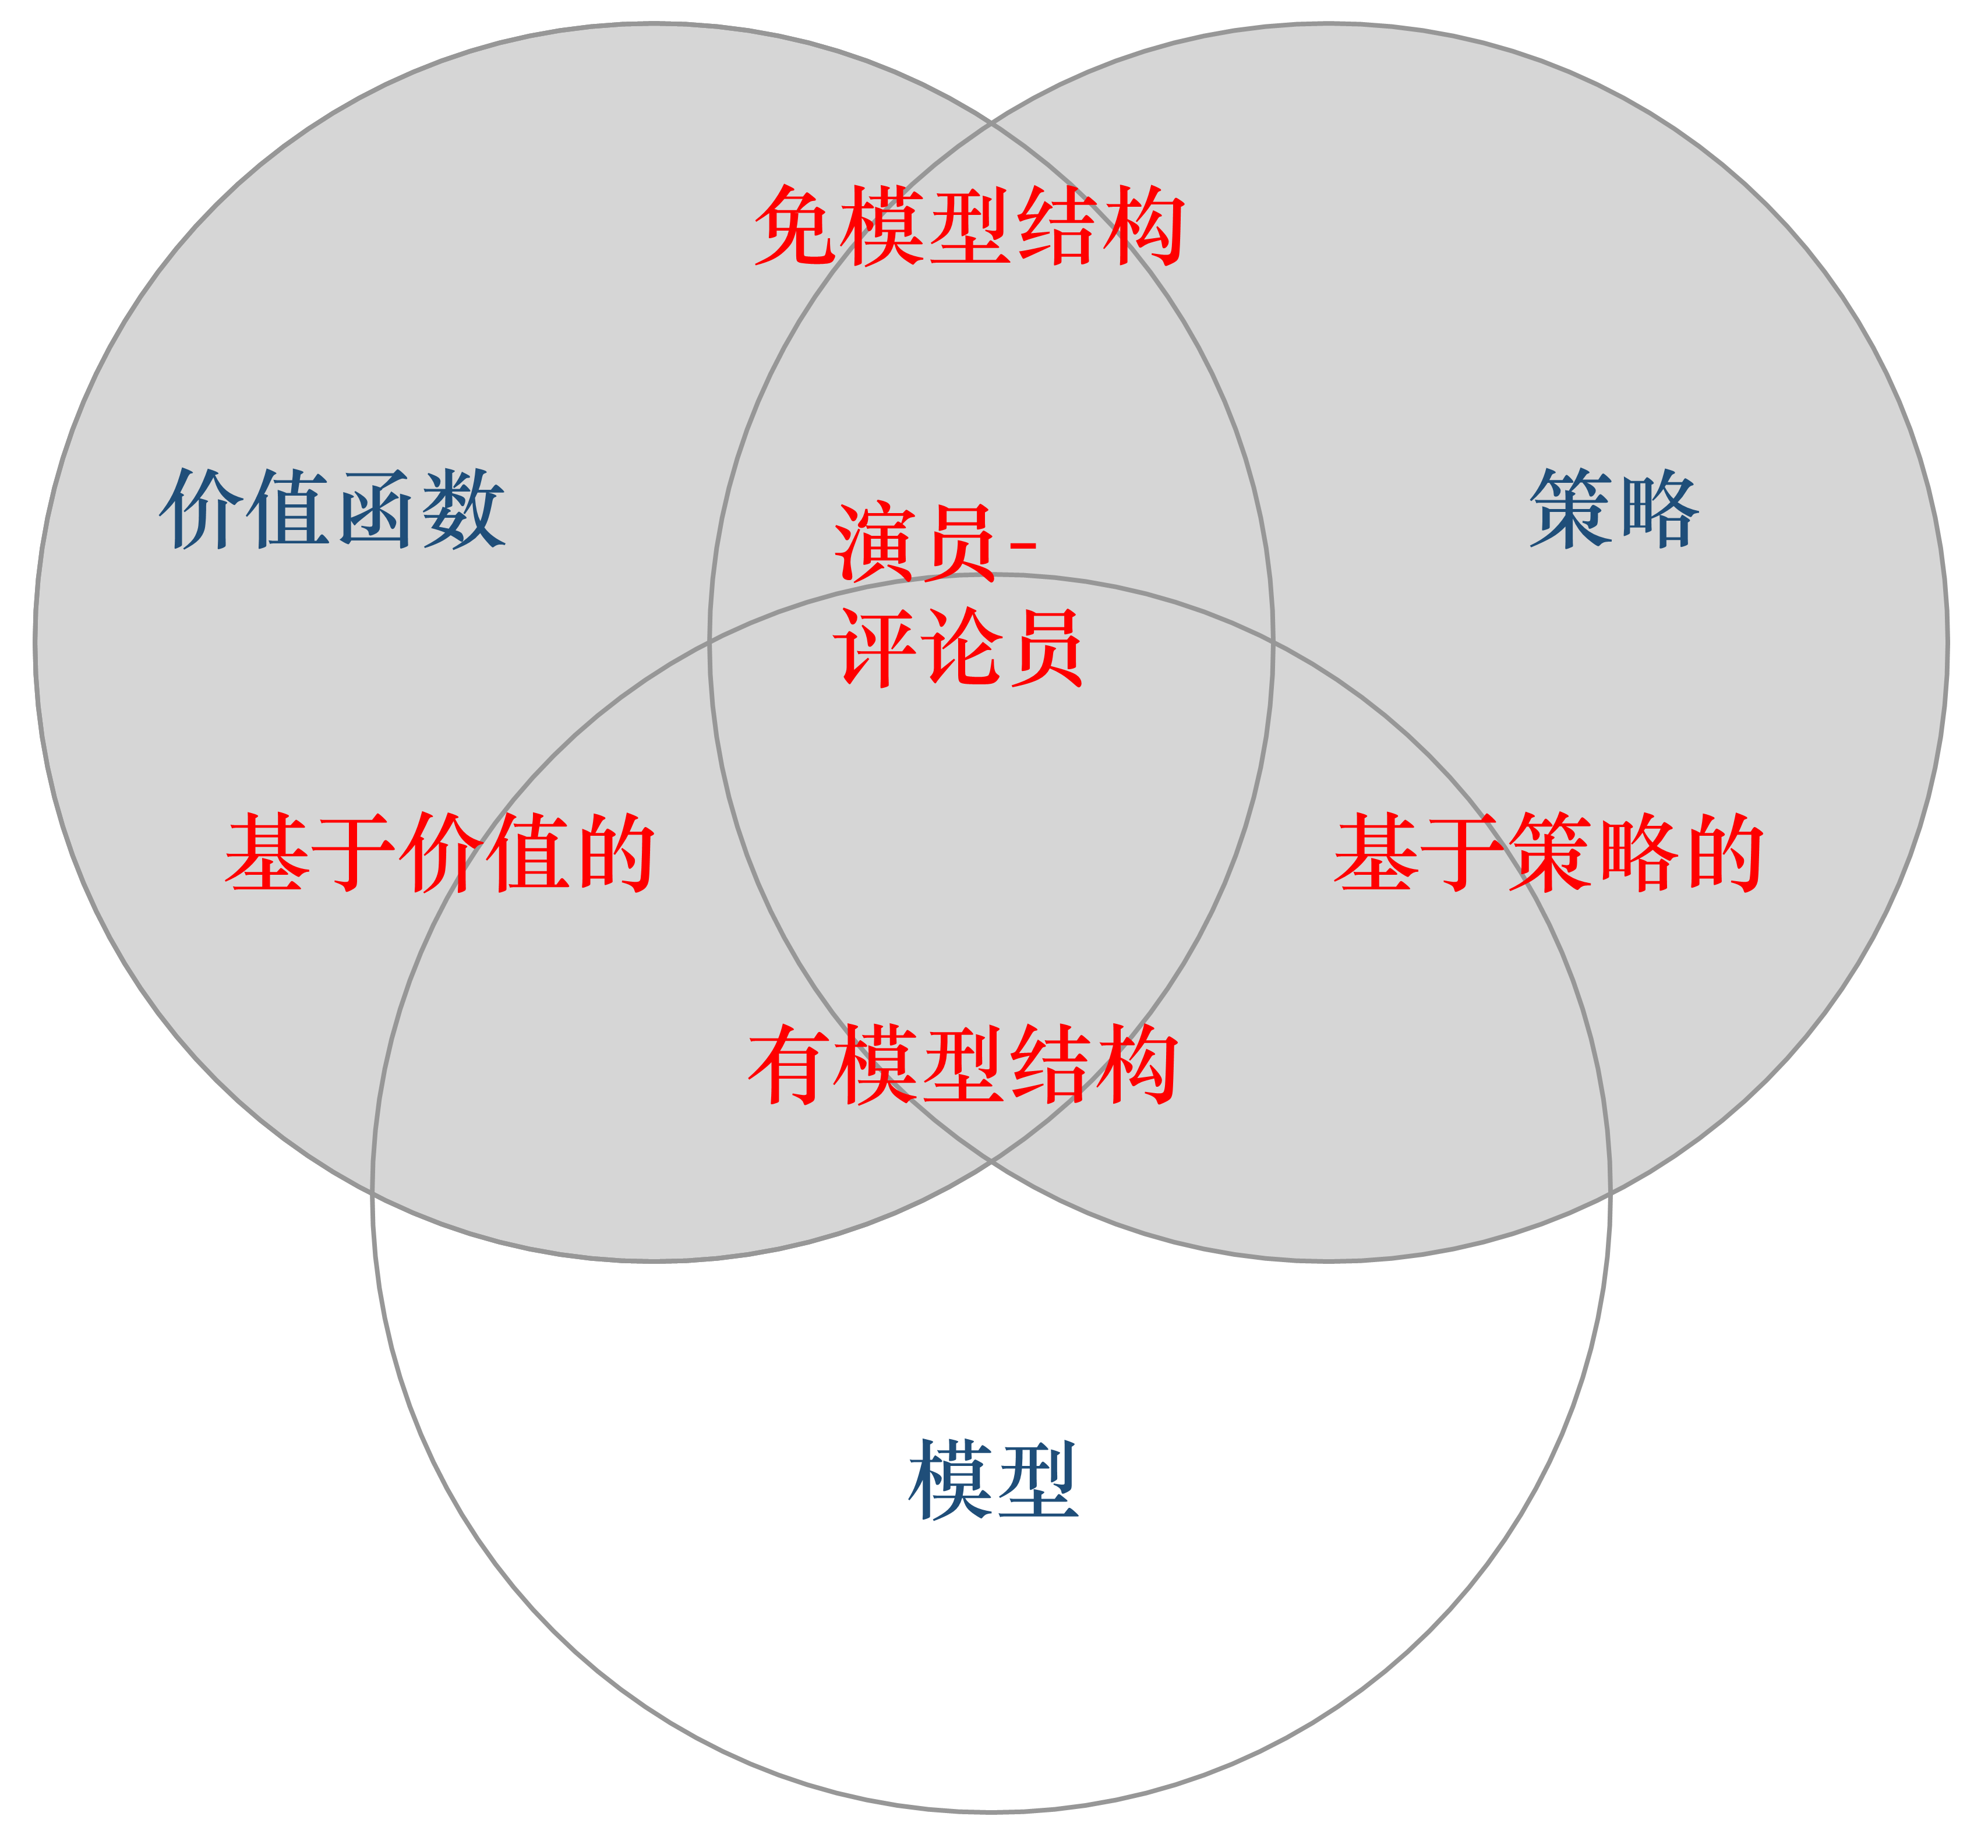 免模型结构
价值函数
策略
演员-
评论员
基于价值的
基于策略的
有模型结构
模型